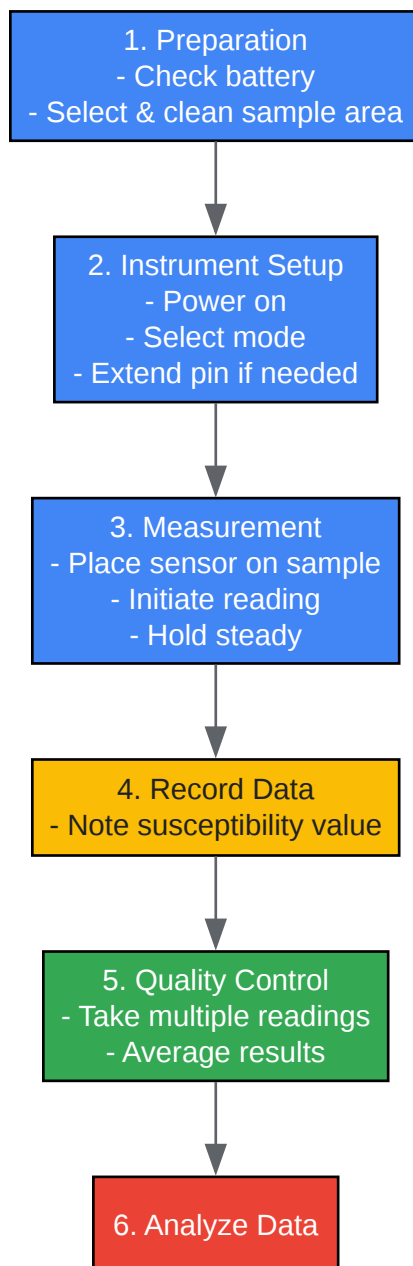 1. Preparation
- Check battery
- Select & clean sample area
2. Instrument Setup
- Power on
- Select mode
- Extend pin if needed
3. Measurement
- Place sensor on sample
- Initiate reading
- Hold steady
4. Record Data
- Note susceptibility value
5. Quality Control
- Take multiple readings
- Average results
6. Analyze Data